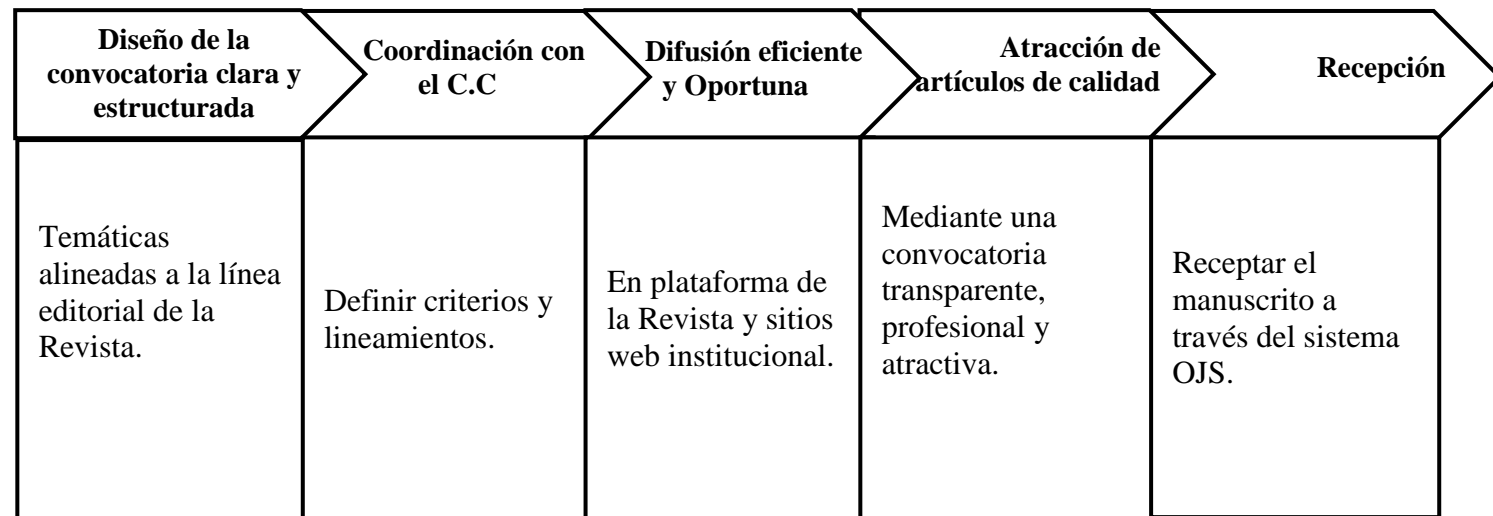 Diseño de la
convocatoria clara y
estructurada
Coordinación con
el C.C
Difusión eficiente
y Oportuna
Atracción de
artículos de calidad
Recepción
Temáticas
alineadas a la línea
editorial de la
Revista.
Definir criterios y
lineamientos.
En plataforma de
la Revista y sitios
web institucional.
Mediante una
convocatoria
transparente,
profesional y
atractiva.
Receptar el
manuscrito a
través del sistema
OJS.